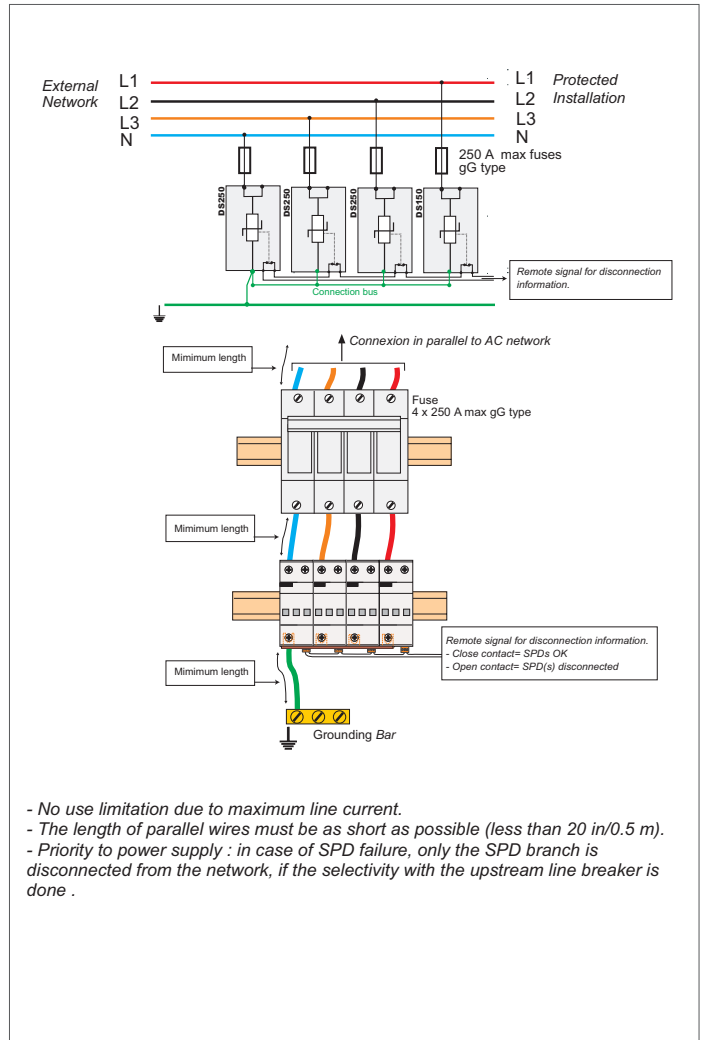 External
Network
L1
L2
L3
N
L1
L2
L3
N
Protected
Installation
250 A max fuses
gG type
DS250
DS250
DS250
DS150
Remote signal for disconnection
information.
Connection bus
Connexion in parallel to AC network
Mimimum length
Fuse
4 x 250 A max gG type
Mimimum length
Remote signal for disconnection information.
- Close contact= SPDs OK
- Open contact= SPD(s) disconnected
Mimimum length
Grounding Bar
- No use limitation due to maximum line current.
- The length of parallel wires must be as short as possible (less than 20 in/0.5 m).
- Priority to power supply : in case of SPD failure, only the SPD branch is
disconnected from the network, if the selectivity with the upstream line breaker is
done .